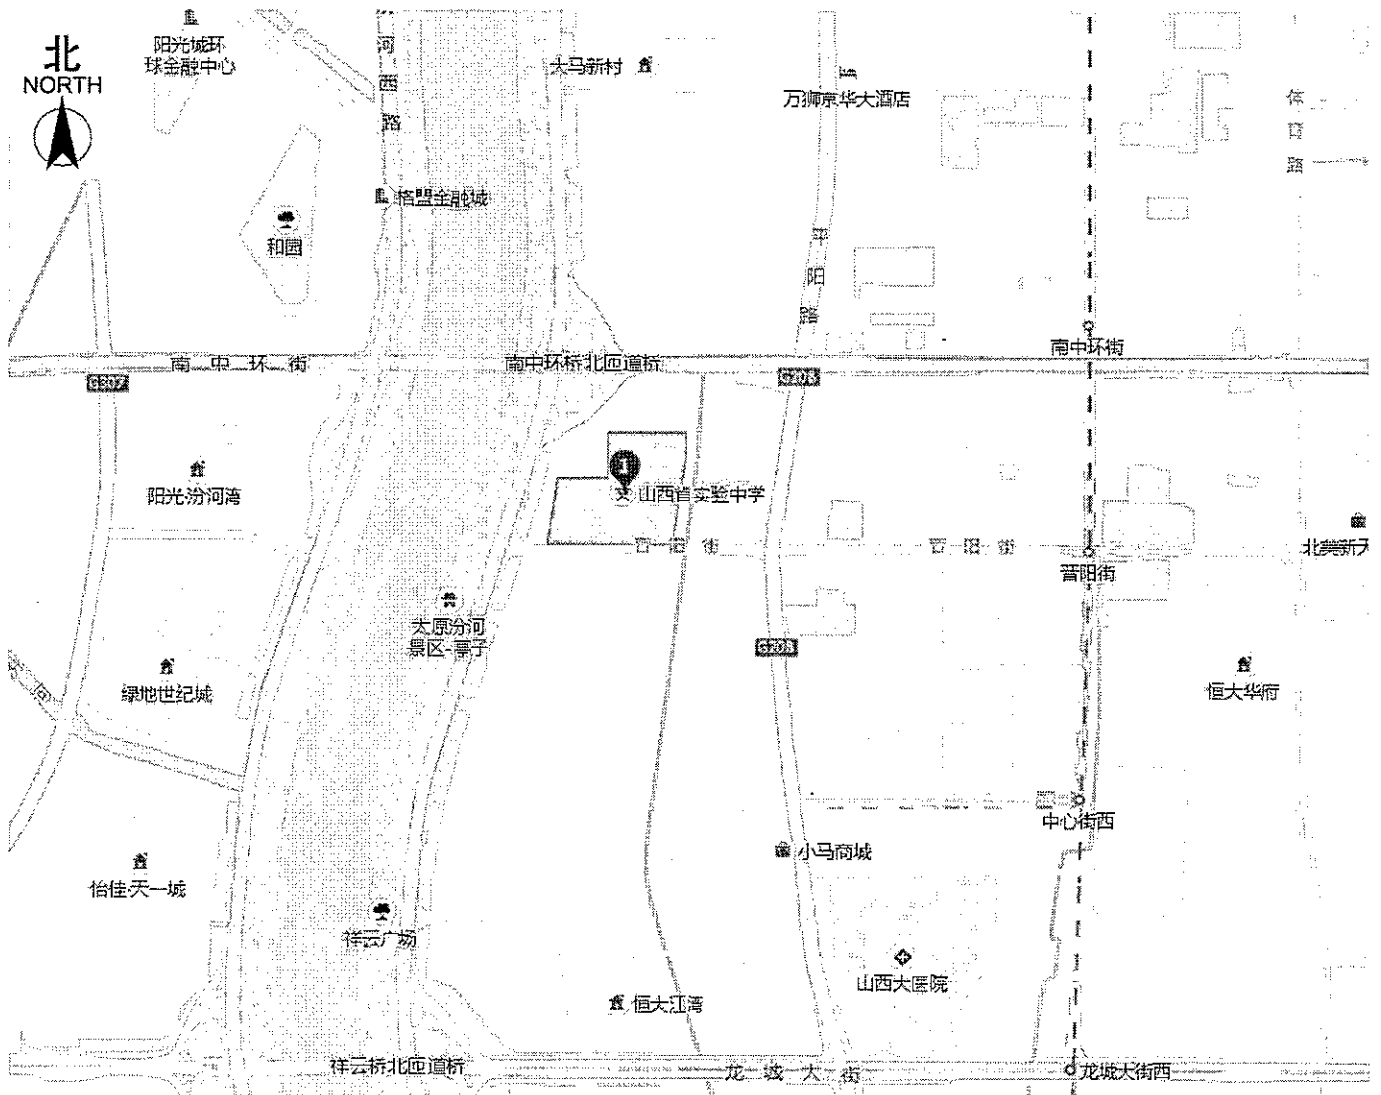 阳光城环
球金融中心
北
NORTH
河
西
路
大马新村
万狮京华大酒店
体
育
路
格盟金融城
和园
平
阳
路
南中环街
南中环街
南中环桥北匝道桥
G307
G208
阳光汾河湾
1
山西省实验中学
晋阳街
晋阳街
北美新天
晋阳街
太原汾河
景区-亭子
G208
绿地世纪城
恒大华府
中心街西
小马商城
怡佳·天一城
祥云广场
山西大医院
恒大江湾
祥云桥北匝道桥
龙城大街
龙城大街西